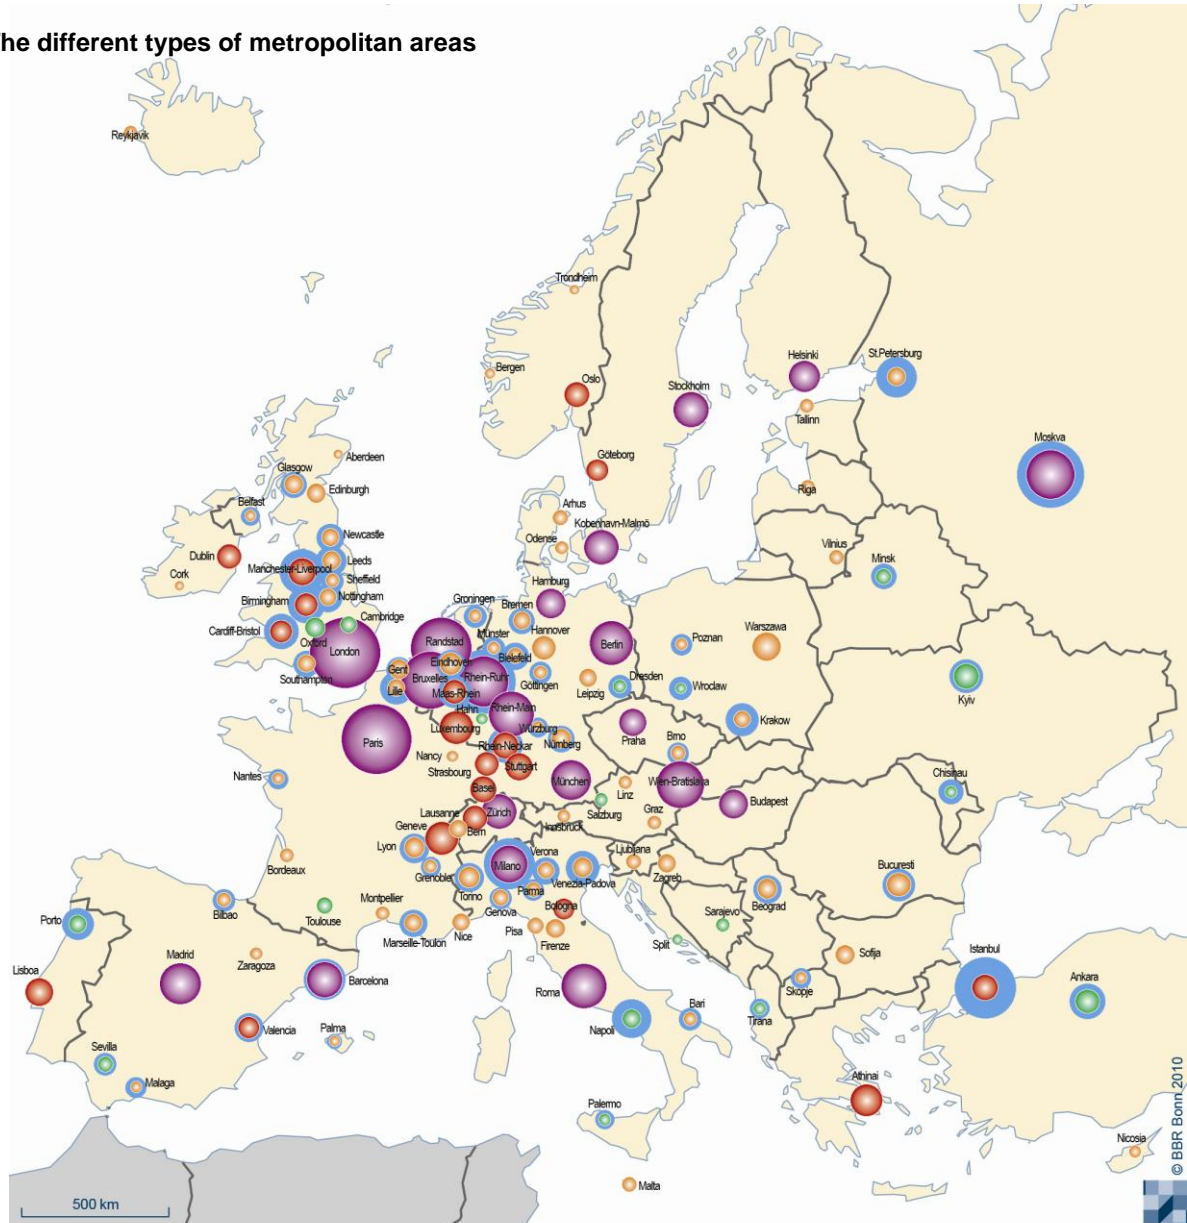 The different types of metropolitan areas
Reykjavik
Trondheim
Bergen
Oslo
Helsinki
St.Petersburg
Stockholm
Tallinn
Moskva
Göteborg
Aberdeen
Glasgow
Edinburgh
Riga
Belfast
Arhus
Kobenhavn-Malmö
Newcastle
Odense
Vilnius
Dublin
Leeds
Minsk
Manchester-Liverpool
Sheffield
Cork
Hamburg
Birmingham
Nottingham
Groningen
Bremen
Cambridge
Cardiff-Bristol
Hannover
Warszawa
Oxford
Randstad
Münster
Berlin
Poznan
London
Eindhoven
Bielefeld
Southampton
Gent
Bruxelles
Rhein-Ruhr
Göttingen
Leipzig
Dresden
Wroclaw
Kyiv
Lille
Maas-Rhein
Hahn
Rhein-Main
Krakow
Luxembourg
Würzburg
Praha
Paris
Rhein-Neckar
Nürnberg
Brno
Nancy
Strasbourg
Stuttgart
Nantes
München
Wien-Bratislava
Chisinau
Basel
Linz
Budapest
Lausanne
Zürich
Salzburg
Graz
Geneve
Bern
Innsbruck
Lyon
Verona
Ljubljana
Zagreb
Bordeaux
Grenoble
Milano
Venezia-Padova
Bucuresti
Torino
Parma
Beograd
Bilbao
Montpellier
Genova
Bologna
Porto
Toulouse
Sarajevo
Marseille-Toulon
Nice
Pisa
Firenze
Split
Madrid
Zaragoza
Sofija
Istanbul
Lisboa
Barcelona
Roma
Skopje
Ankara
Bari
Tirana
Valencia
Palma
Napoli
Sevilla
Malaga
Athinai
Palermo
Nicosia
Malta
500 km
© BBR Bonn 2010